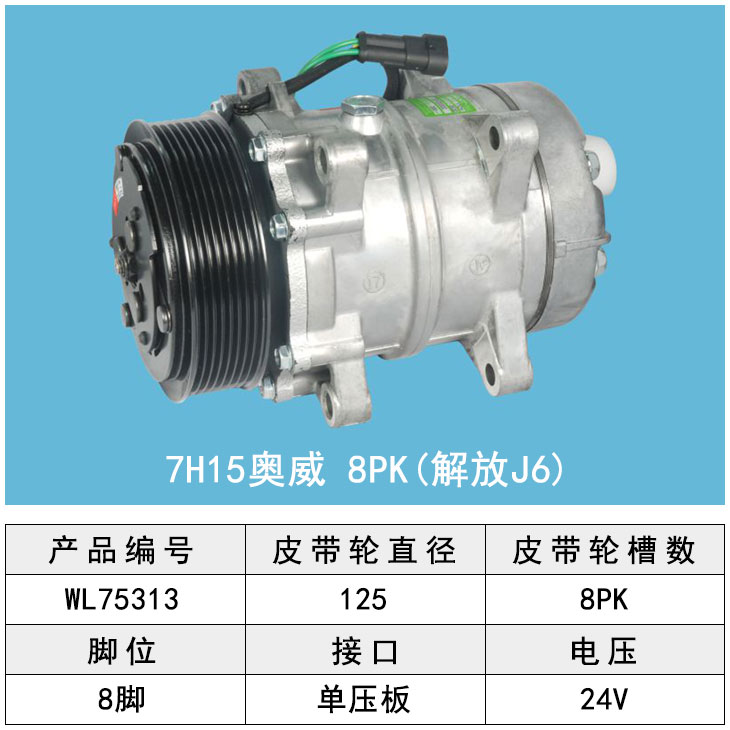 7H15奥威 8PK(解放J6)
产品编号 皮带轮直径 皮带轮槽数
WL75313 125 8PK
脚位 接口 电压
8脚 单压板 24V